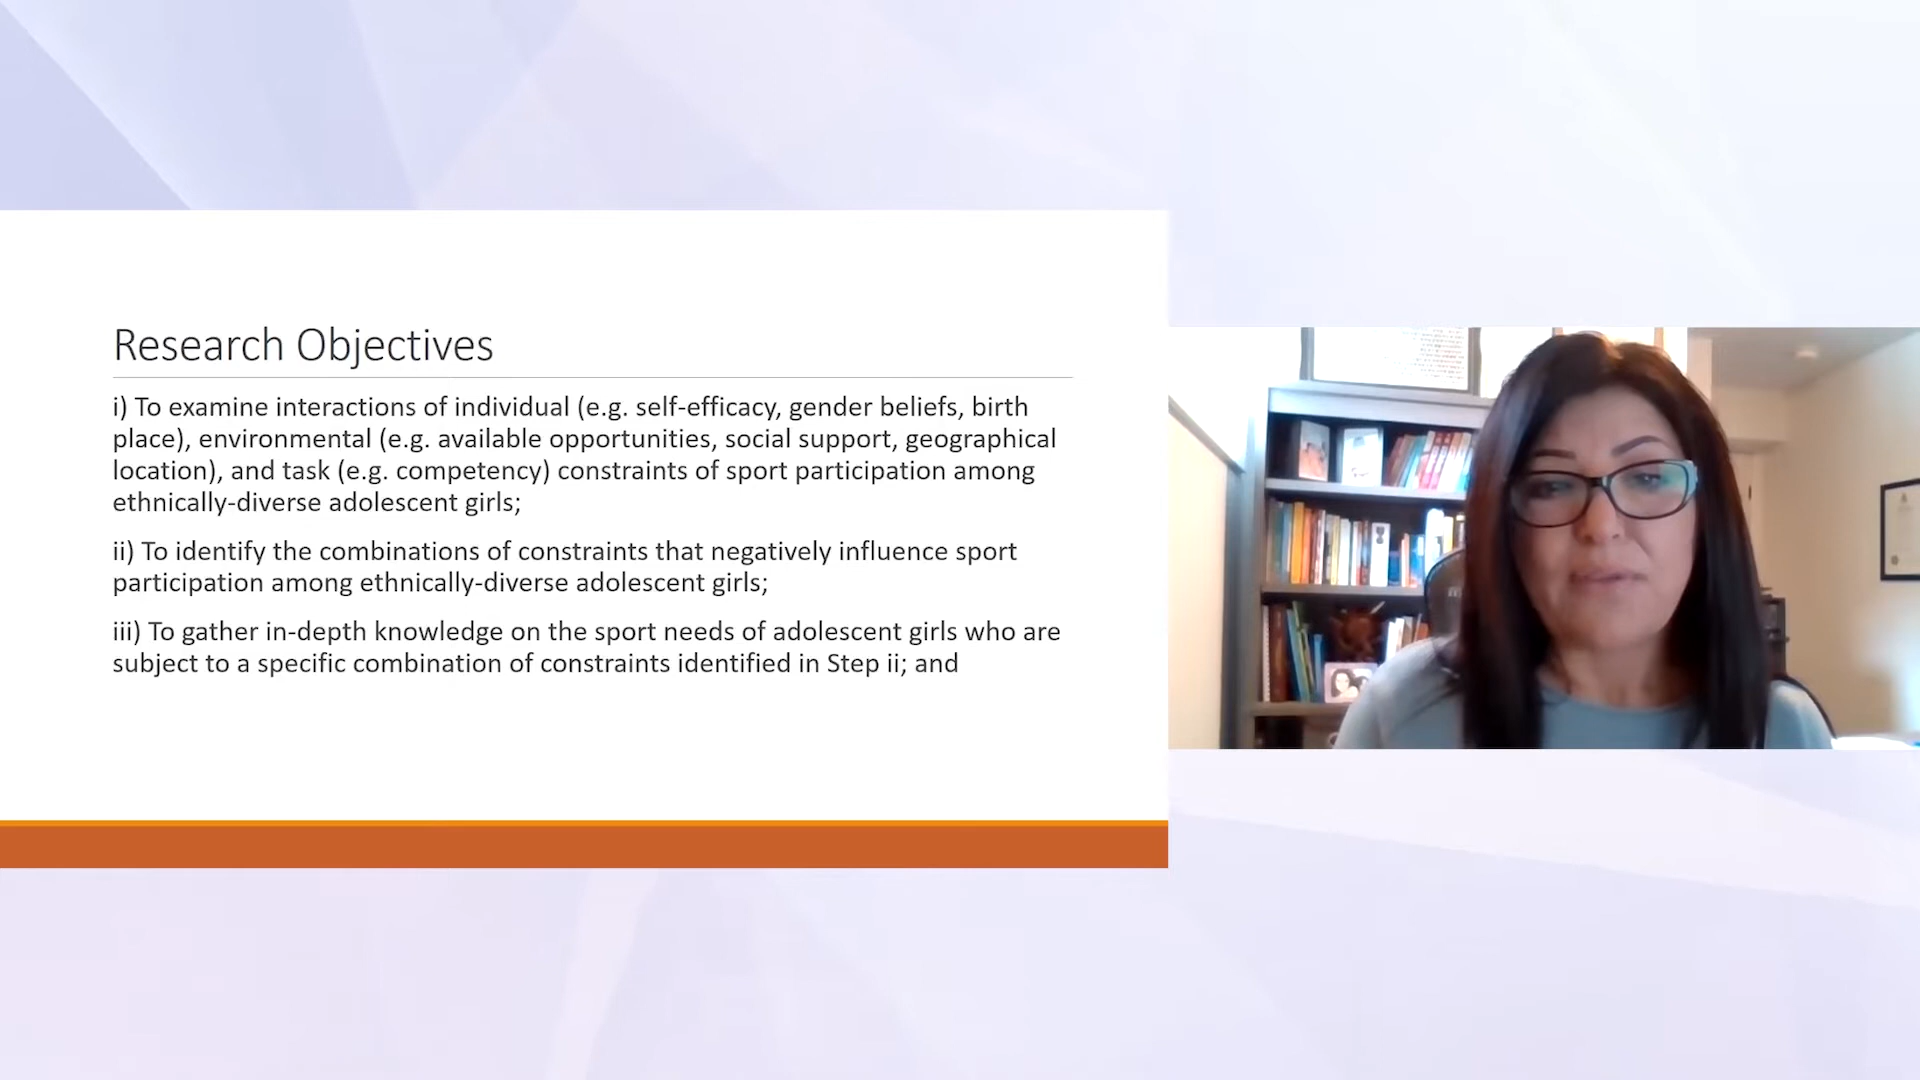 Research Objectives
i) To examine interactions of individual (e.g. self-efficacy, gender beliefs, birth
place), environmental (e.g. available opportunities, social support, geographical
location), and task (e.g. competency) constraints of sport participation among
ethnically-diverse adolescent girls;
ii) To identify the combinations of constraints that negatively influence sport
participation among ethnically-diverse adolescent girls;
iii) To gather in-depth knowledge on the sport needs of adolescent girls who are
subject to a specific combination of constraints identified in Step ii; and